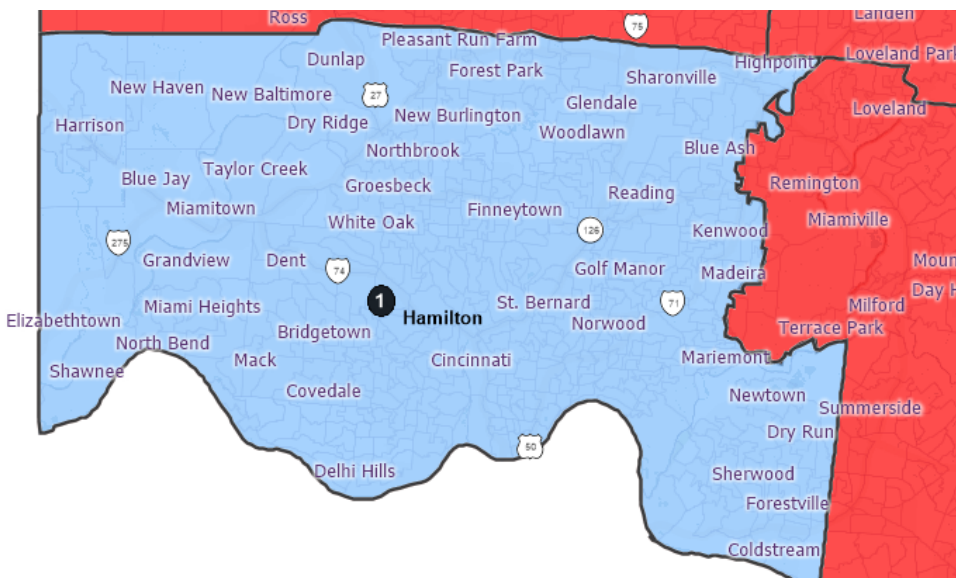 Ross
75
Landen
Pleasant Run Farm
Dunlap
Highpoint
Loveland Park
Forest Park
Sharonville
New Haven
New Baltimore
27
Glendale
Loveland
New Burlington
Harrison
Dry Ridge
Woodlawn
Northbrook
Blue Ash
Taylor Creek
Blue Jay
Groesbeck
Remington
Reading
Miamitown
Finneytown
White Oak
Miamiville
126
Kenwood
275
Grandview
Dent
74
Golf Manor
Madeira
Moun
Day H
1
Hamilton
St. Bernard
71
Miami Heights
Milford
Elizabethtown
Bridgetown
Norwood
Terrace Park
North Bend
Mack
Cincinnati
Mariemont
Shawnee
Covedale
Newtown
Summerside
Dry Run
50
Delhi Hills
Sherwood
Forestville
Coldstream